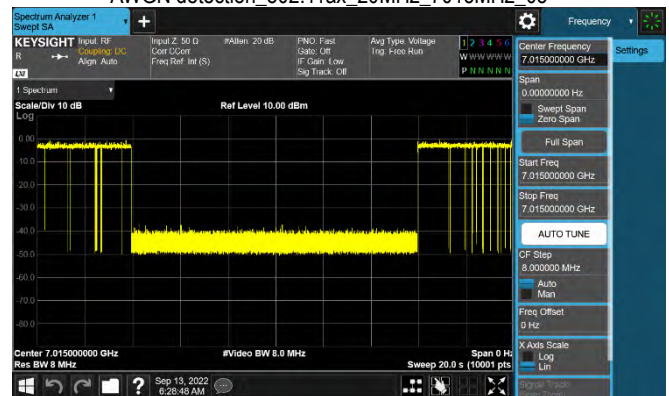 Spectrum Analyzer 1
Swept SA
Frequency
KEYSIGHT
Input: RF
Coupling: DC
Align: Auto
Input Z: 50 Ω
Corr CCorr
Freq Ref: Int (S)
#Atten: 20 dB
PNO: Fast
Gate: Off
IF Gain: Low
Sig Track: Off
Avg Type: Voltage
Trig: Free Run
1 2 3 4 5 6
W W W W W W
P N N N N N
R
LXI
1 Spectrum
Scale/Div 10 dB
Ref Level 10.00 dBm
Log
0.00
-10.0
-20.0
-30.0
-40.0
-50.0
-60.0
-70.0
-80.0
Center 7.015000000 GHz
#Video BW 8.0 MHz
Span 0 Hz
Res BW 8 MHz
Sweep 20.0 s (10001 pts
Sep 13, 2022
6:28:48 AM
Center Frequency
7.015000000 GHz
Settings
Span
0.00000000 Hz
Swept Span
Zero Span
Full Span
Start Freq
7.015000000 GHz
Stop Freq
7.015000000 GHz
AUTO TUNE
CF Step
8.000000 MHz
Auto
Man
Freq Offset
0 Hz
X Axis Scale
Log
Lin
Signal Track